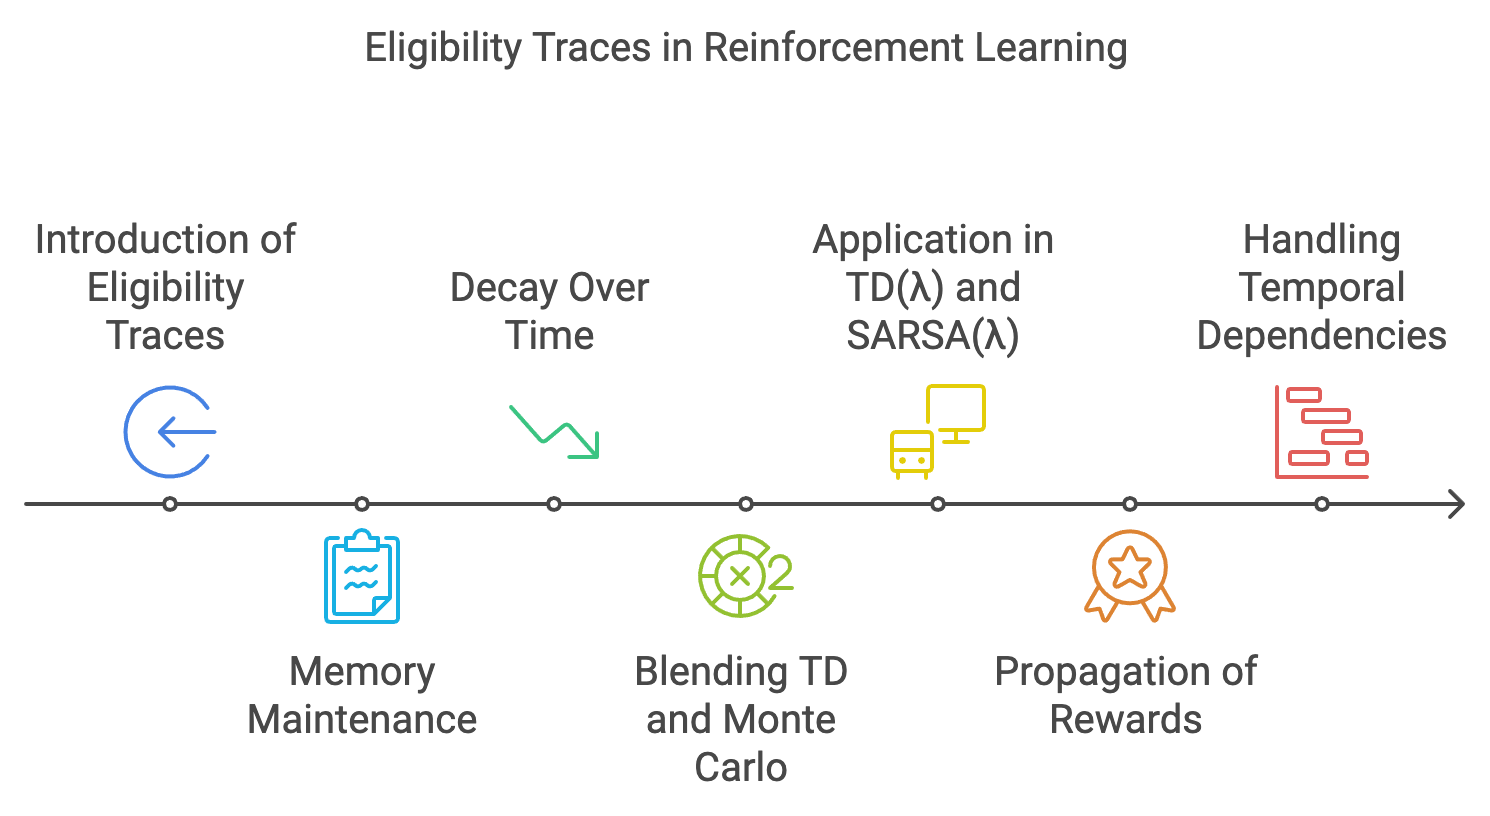 Eligibility Traces in Reinforcement Learning
Introduction of
Eligibility
Traces
Memory
Maintenance
Decay Over
Time
2
Blending TD
and Monte
Carlo
Application in
TD(λ) and
SARSA(λ)
Propagation of
Rewards
Handling
Temporal
Dependencies